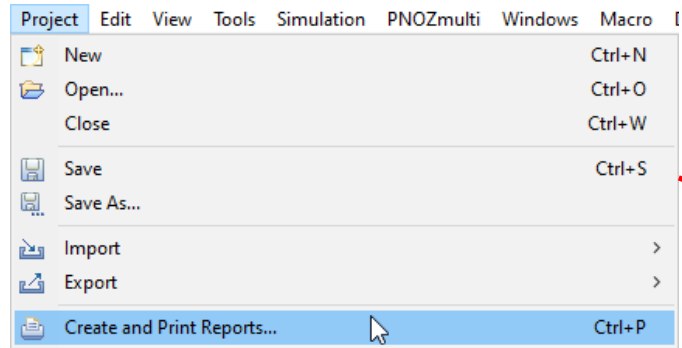 Project Edit View Tools Simulation PNOZmulti Windows Macro
New Ctrl+N
Open... Ctrl+O
Close Ctrl+W
Save Ctrl+S
Save As...
Import >
Export >
Create and Print Reports... Ctrl+P